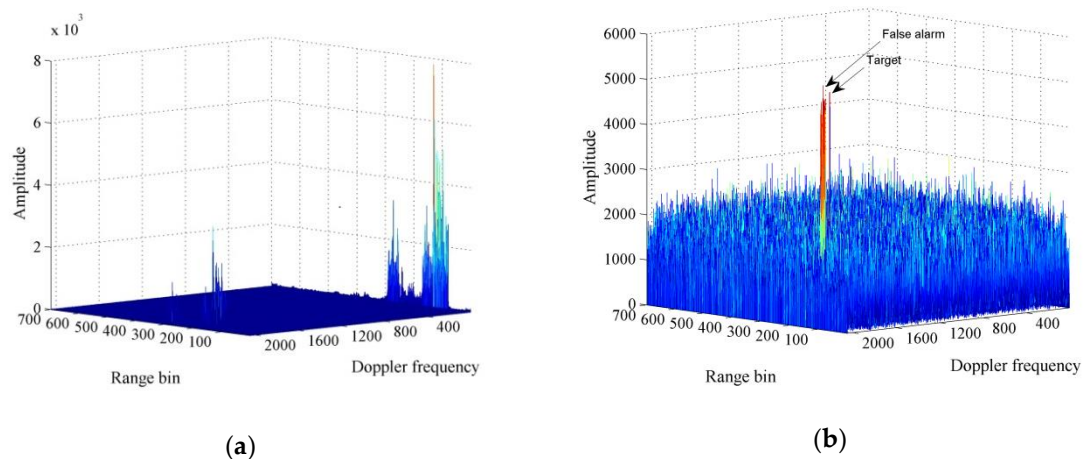 x 10³
8
6
4
2
0
Amplitude
700 600 500 400 300 200 100
2000 1600 1200 800 400
Range bin
Doppler frequency
(a)
6000
5000
4000
3000
2000
1000
0
Amplitude
False alarm
Target
700 600 500 400 300 200 100
2000 1600 1200 800 400
Range bin
Doppler frequency
(b)